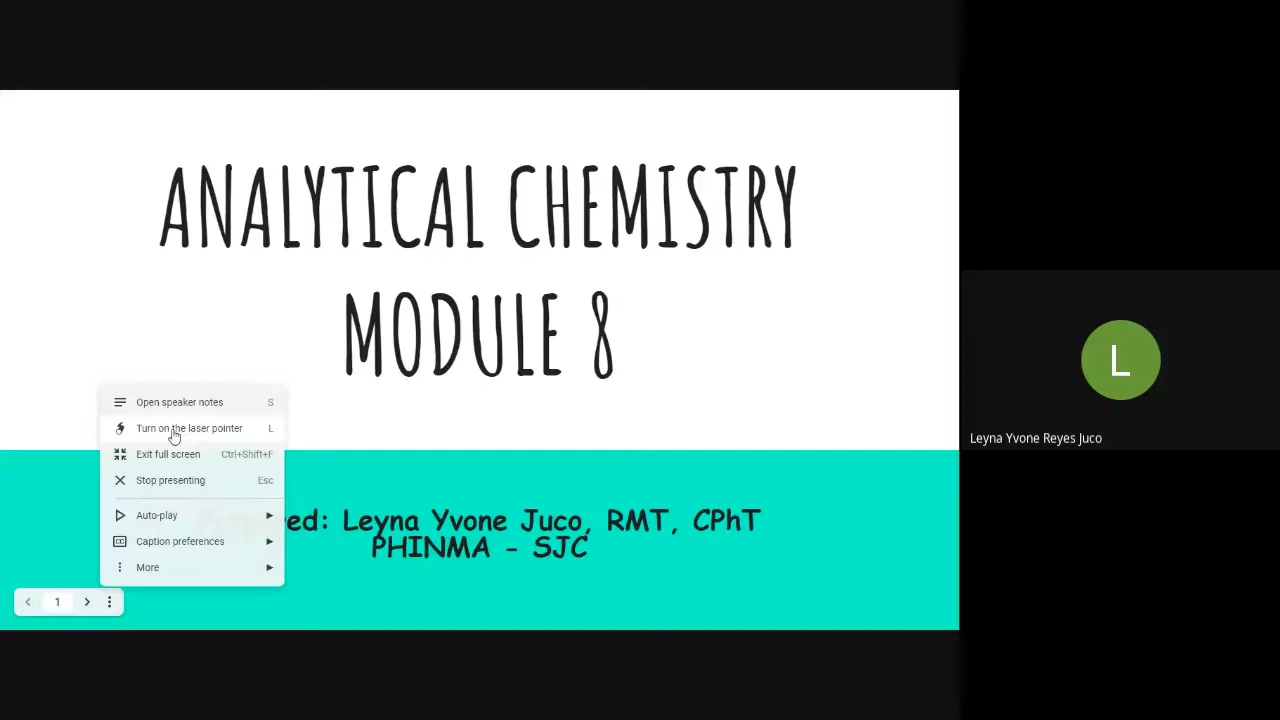 ANALYTICAL CHEMISTRY
MODULE 8
Open speaker notes S
Turn on the laser pointer L
Exit full screen Ctrl+Shift+F
Stop presenting Esc
Auto-play
Caption preferences
More
ed: Leyna Yvone Juco, RMT, CPhT
PHINMA - SJC
1
L
Leyna Yvone Reyes Juco